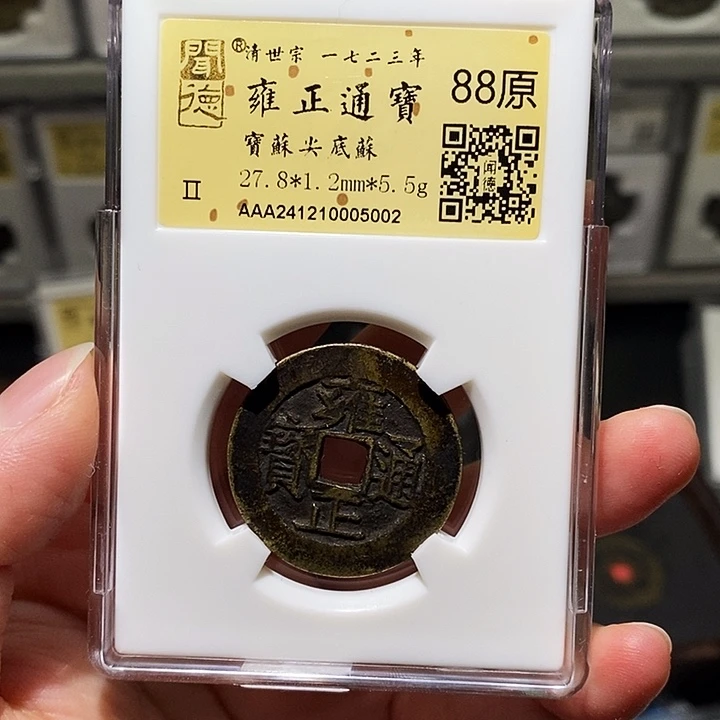 聞德
®清世宗 一七二三年
雍正通寶
88原
寶蘇尖底蘇
27.8*1.2mm*5.5g
II
AAA241210005002
闻德
雍正通寶